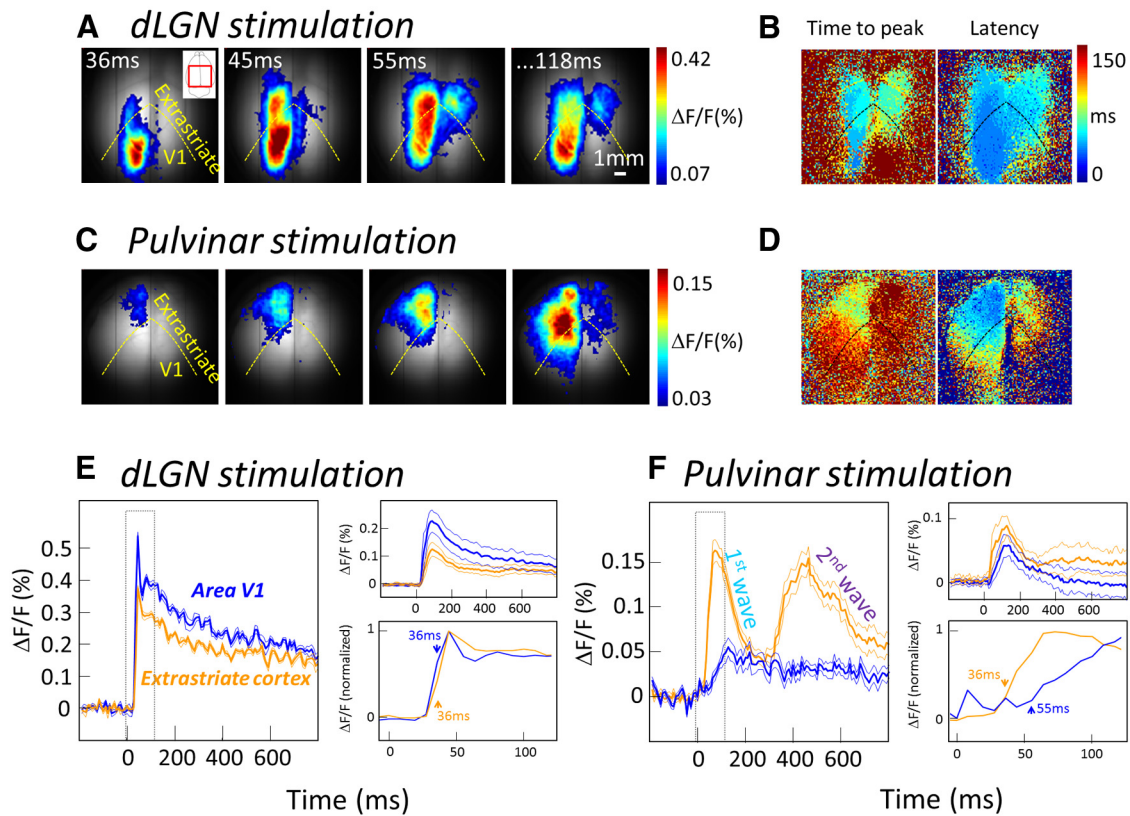 A dLGN stimulation
36ms 45ms 55ms ...118ms
Extrastriate
V1
1mm
0.42
ΔF/F(%)
0.07
B
Time to peak Latency
150
ms
0
C Pulvinar stimulation
Extrastriate
V1
0.15
ΔF/F(%)
0.03
D
E dLGN stimulation
ΔF/F (%)
0.5
0.4
0.3
0.2
0.1
0
Area V1
Extrastriate cortex
0 200 400 600
ΔF/F (%)
0.2
0.1
0
0 200 400 600
ΔF/F (normalized)
1
0
36ms
36ms
0 50 100
Time (ms)
F Pulvinar stimulation
ΔF/F (%)
0.15
0.1
0.05
0
1st wave
2nd wave
0 200 400 600
ΔF/F (%)
0.1
0
0 200 400 600
ΔF/F (normalized)
1
0
36ms
55ms
0 50 100
Time (ms)